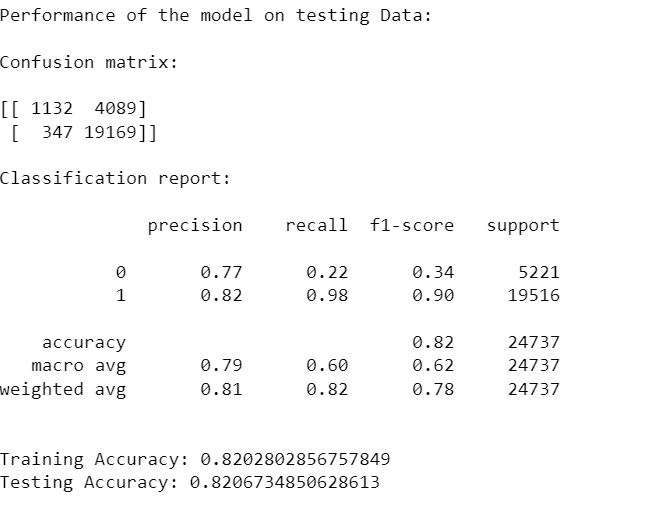 Performance of the model on testing Data:
Confusion matrix:
[[ 1132  4089]
 [  347 19169]]
Classification report:
              precision    recall  f1-score   support
           0       0.77      0.22      0.34      5221
           1       0.82      0.98      0.90     19516
    accuracy                           0.82     24737
   macro avg       0.79      0.60      0.62     24737
weighted avg       0.81      0.82      0.78     24737
Training Accuracy: 0.8202802856757849
Testing Accuracy: 0.8206734850628613